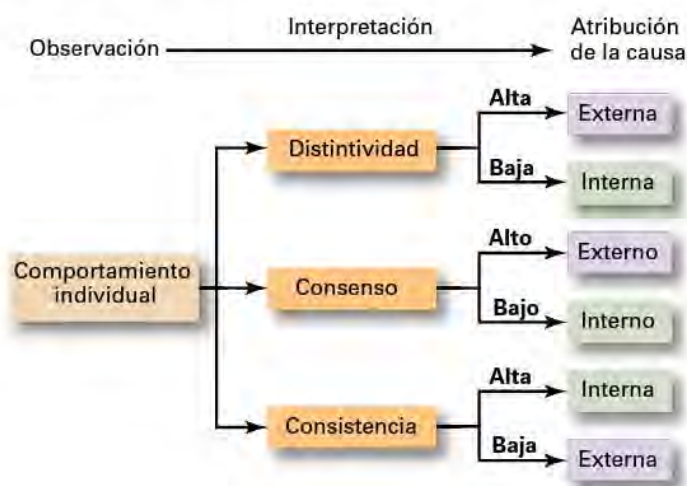 Observación
Interpretación
Atribución
de la causa
Comportamiento
individual
Distintividad
Alta
Externa
Baja
Interna
Consenso
Alto
Externo
Bajo
Interno
Consistencia
Alta
Interna
Baja
Externa